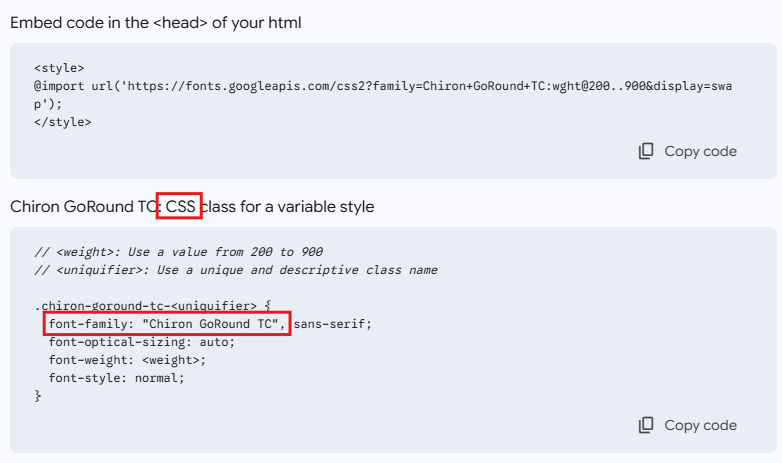 Embed code in the <head> of your html
<style>
@import url('https://fonts.googleapis.com/css2?family=Chiron+GoRound+TC:wght@200..900&display=swa
p');
</style>
Copy code
Chiron GoRound TC: CSS class for a variable style
// <weight>: Use a value from 200 to 900
// <uniquifier>: Use a unique and descriptive class name
.chiron-goround-tc-<uniquifier> {
font-family: "Chiron GoRound TC", sans-serif;
font-optical-sizing: auto;
font-weight: <weight>;
font-style: normal;
}
Copy code